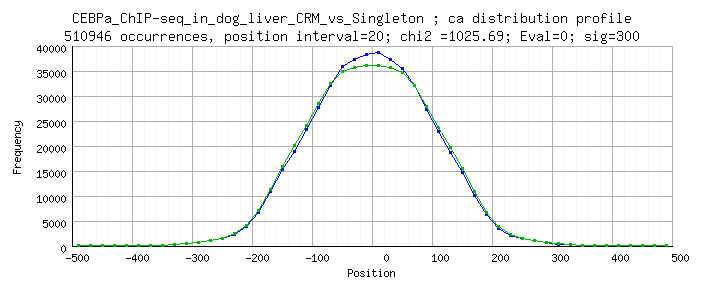 CEBPa_ChIP-seq_in_dog_liver_CRM_vs_Singleton ; ca distribution profile
510946 occurrences, position interval=20; chi2 =1025.69; Eval=0; sig=300
40000
35000
30000
25000
20000
15000
10000
5000
0
Frequency
-500 -400 -300 -200 -100 0 100 200 300 400 500
Position